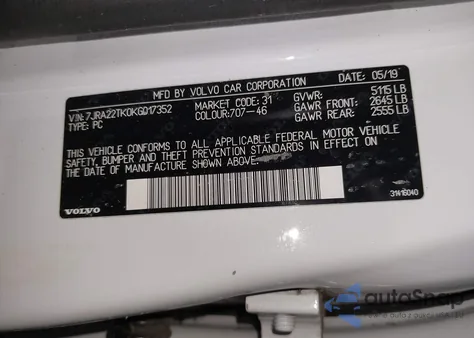 MFD BY VOLVO CAR CORPORATION DATE: 05/19
VIN: 7JRA22TK0KG017352 MARKET CODE: 31 GVWR: 5115 LB
TYPE: PC COLOUR: 707-46 GAWR FRONT: 2645 LB
GAWR REAR: 2555 LB
THIS VEHICLE CONFORMS TO ALL APPLICABLE FEDERAL MOTOR VEHICLE
SAFETY, BUMPER AND THEFT PREVENTION STANDARDS IN EFFECT ON THE
DATE OF MANUFACTURE SHOWN ABOVE.
VOLVO 31416040
autoSnap